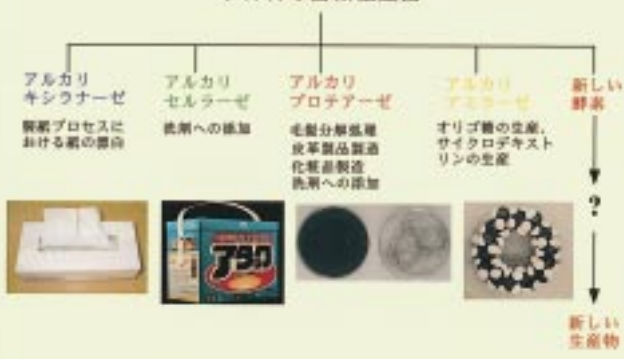 アルカリ
キシラナーゼ
製紙プロセスに
おける紙の漂白
アルカリ
セルラーゼ
洗剤への添加
アルカリ
プロテアーゼ
毛髪分解処理
皮革製品製造
化粧品製造
洗剤への添加
アルカリ
アミラーゼ
オリゴ糖の生産、
サイクロデキスト
リンの生産
新しい
酵素
?
新しい
生産物
アタック